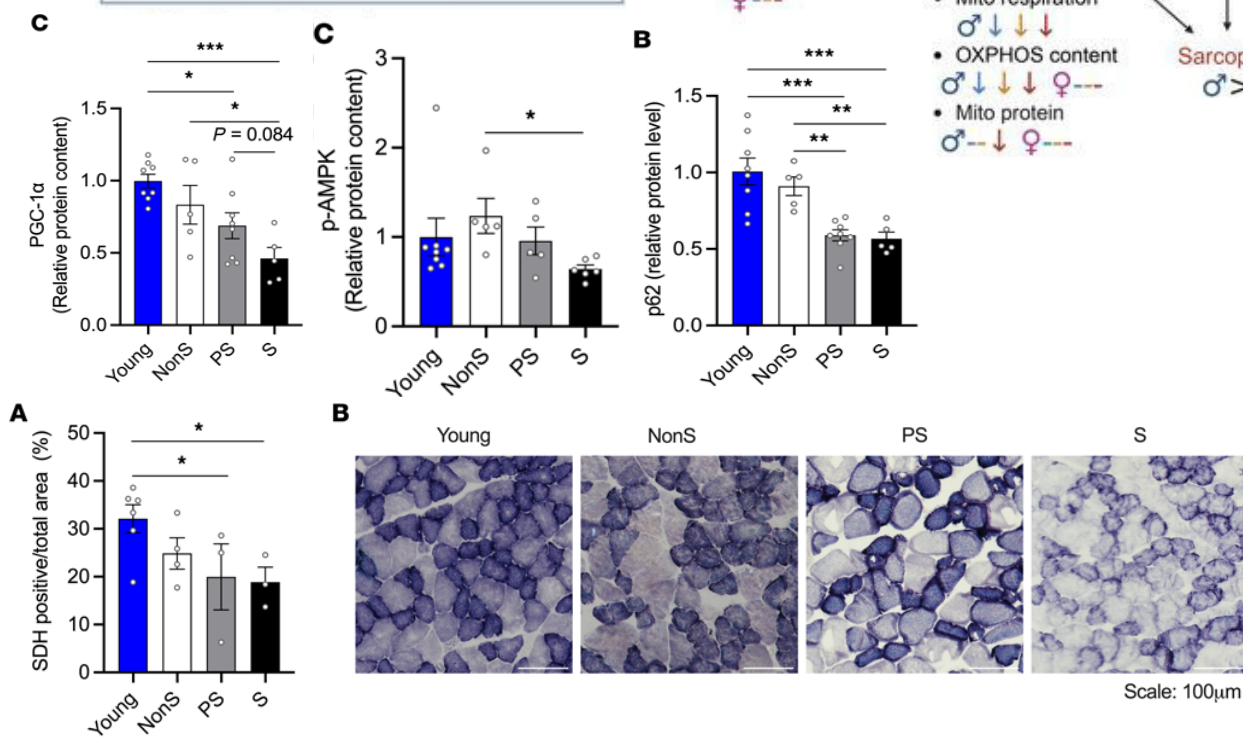 Mito respiration
♂ ↓ ↓ ↓
• OXPHOS content
♂ ↓ ↓ ↓ ♀---
• Mito protein
♂-- ↓ ♀---
♀---
♂ >
C
***
*
*
P = 0.084
PGC-1α
(Relative protein content)
1.5
1.0
0.5
0.0
Young
NonS
PS
S
C
*
p-AMPK
(Relative protein content)
3
2
1
0
Young
NonS
PS
S
B
***
***
**
**
p62 (relative protein level)
1.5
1.0
0.5
0.0
Young
NonS
PS
S
A
*
*
SDH positive/total area (%)
50
40
30
20
10
0
Young
NonS
PS
S
B
Young
NonS
PS
S
Scale: 100μm